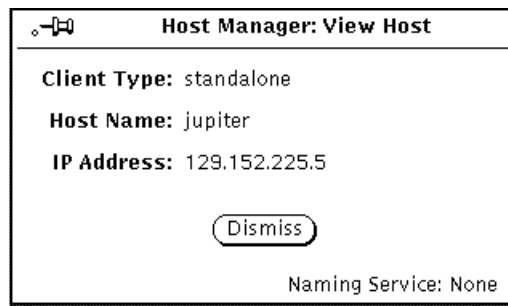 Host Manager: View Host
Client Type: standalone
Host Name: jupiter
IP Address: 129.152.225.5
Dismiss
Naming Service: None